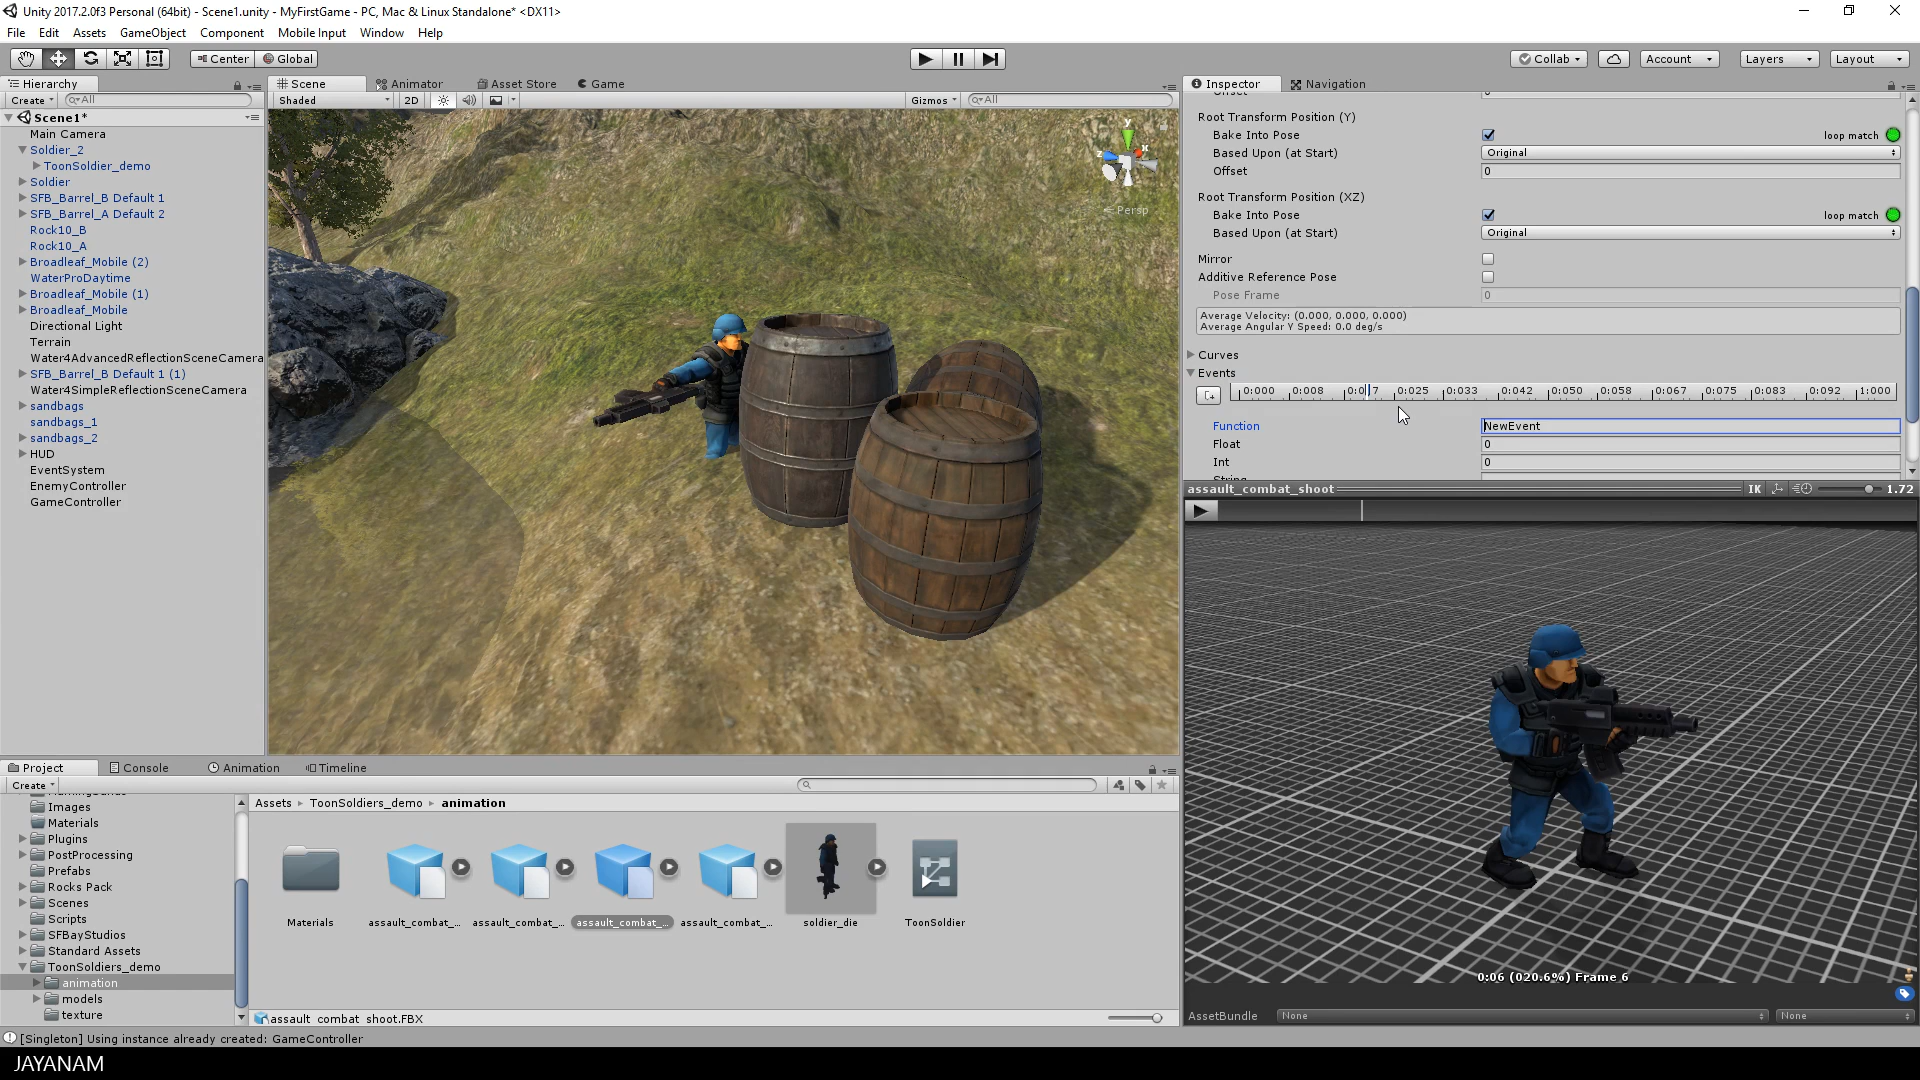 Unity 2017.2.0f3 Personal (64bit) - Scene1.unity - MyFirstGame - PC, Mac & Linux Standalone* <DX11>
File Edit Assets GameObject Component Mobile Input Window Help
Center Global Collab Account Layers Layout
Hierarchy
Create All
Scene1*
Main Camera
Soldier_2
ToonSoldier_demo
Soldier
SFB_Barrel_B Default 1
SFB_Barrel_A Default 2
Rock10_B
Rock10_A
Broadleaf_Mobile (2)
WaterProDaytime
Broadleaf_Mobile (1)
Broadleaf_Mobile
Directional Light
Terrain
Water4AdvancedReflectionSceneCamera
SFB_Barrel_B Default 1 (1)
Water4SimpleReflectionSceneCamera
sandbags
sandbags_1
sandbags_2
HUD
EventSystem
EnemyController
GameController
Scene Animator Asset Store Game
Shaded 2D Gizmos All
y
x
z
Persp
Inspector Navigation
Root Transform Position (Y)
Bake Into Pose loop match
Based Upon (at Start) Original
Offset 0
Root Transform Position (XZ)
Bake Into Pose loop match
Based Upon (at Start) Original
Mirror
Additive Reference Pose
Pose Frame 0
Average Velocity: (0.000, 0.000, 0.000)
Average Angular Y Speed: 0.0 deg/s
Curves
Events
0:000 0:008 0:0 7 0:025 0:033 0:042 0:050 0:058 0:067 0:075 0:083 0:092 1:000
Function NewEvent
Float 0
Int 0
assault_combat_shoot IK 1.72
0:06 (020.6%) Frame 6
AssetBundle None None
Project Console Animation Timeline
Create
Images
Materials
Plugins
PostProcessing
Prefabs
Rocks Pack
Scenes
Scripts
SFBayStudios
Standard Assets
ToonSoldiers_demo
animation
models
texture
Assets ToonSoldiers_demo animation
Materials assault_combat_... assault_combat_... assault_combat_... assault_combat_... soldier_die ToonSoldier
assault_combat_shoot.FBX
[Singleton] Using instance already created: GameController
JAYANAM